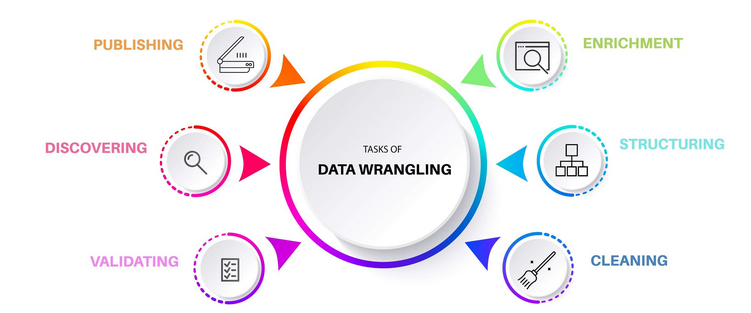 PUBLISHING
ENRICHMENT
DISCOVERING
STRUCTURING
TASKS OF
DATA WRANGLING
VALIDATING
CLEANING